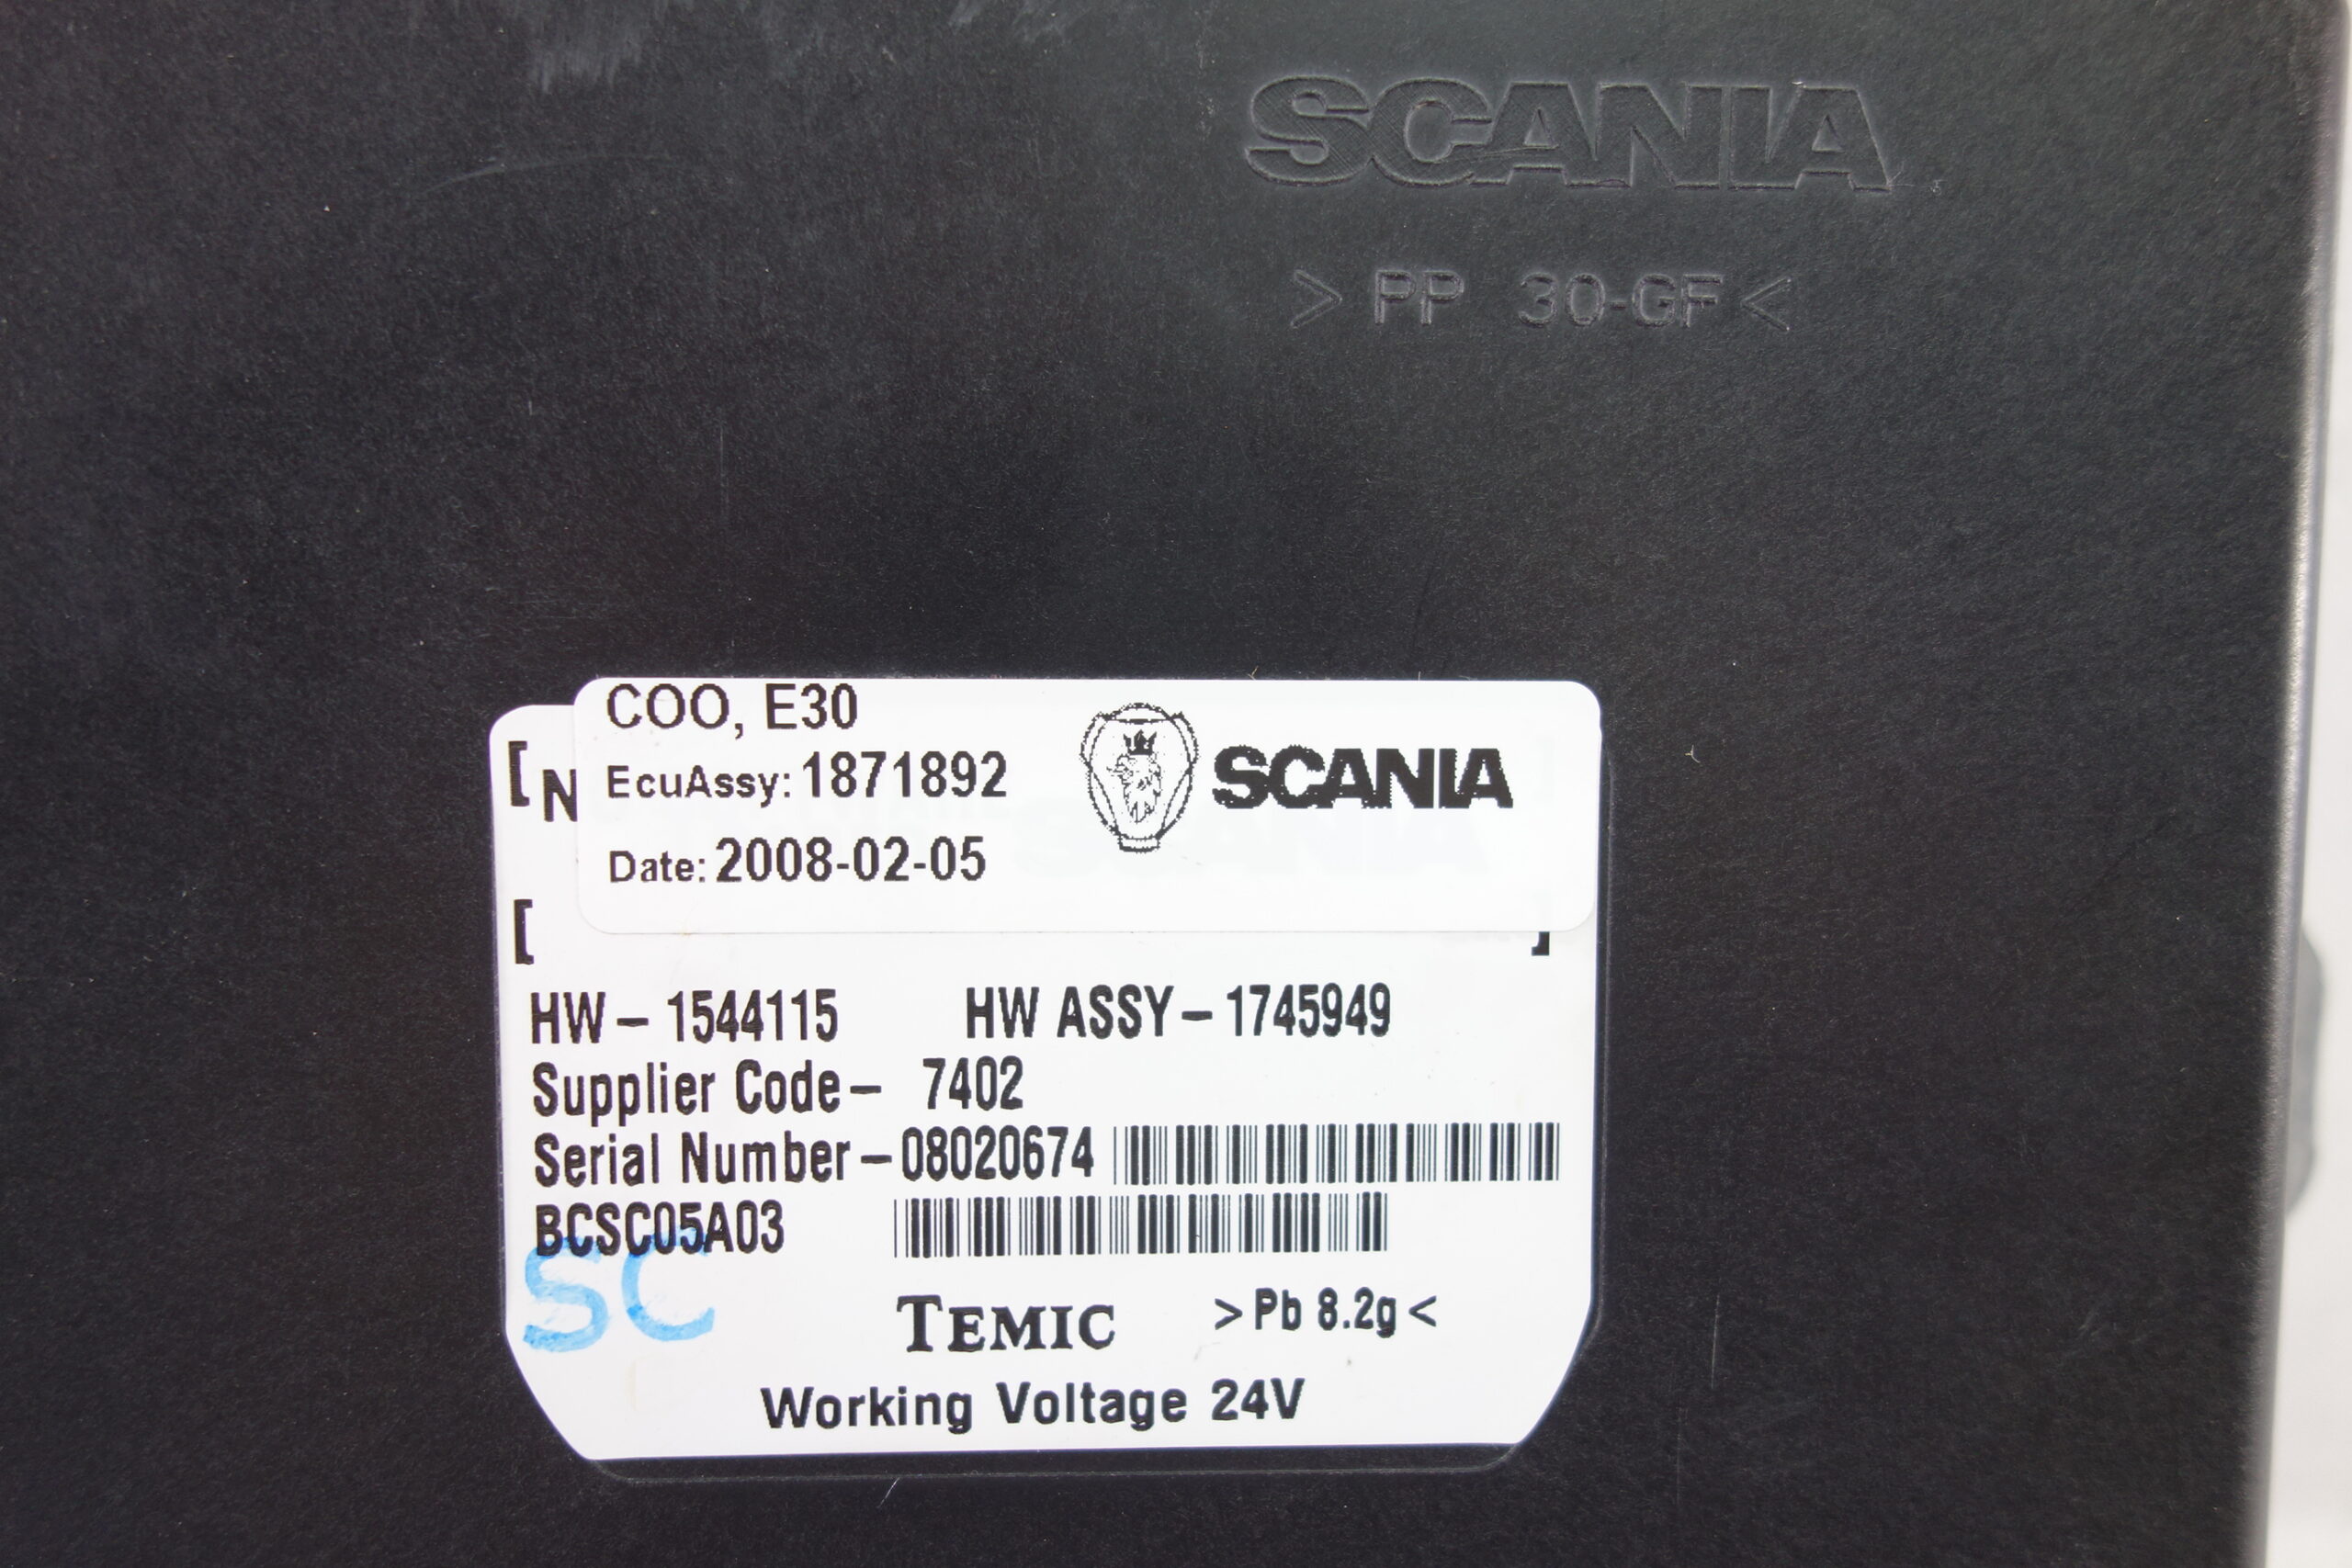 SCANIA
> PP 30-GF <
COO, E30
EcuAssy: 1871892
SCANIA
Date: 2008-02-05
[N
[ ]
HW – 1544115 HW ASSY – 1745949
Supplier Code – 7402
Serial Number – 08020674
BCSC05A03
SC
TEMIC >Pb 8.2g<
Working Voltage 24V